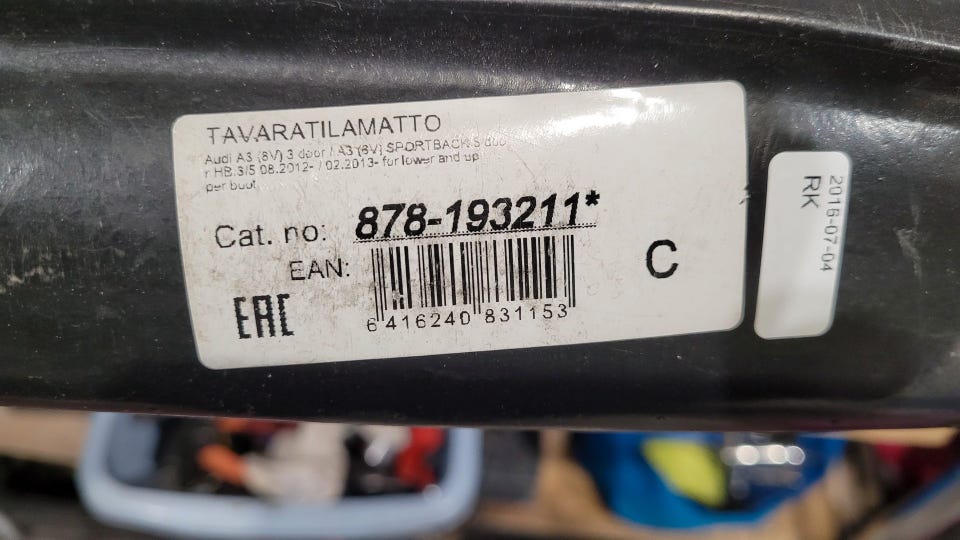 TAVARATILAMATTO
Audi A3 (8V) 3 door / A3 (8V) SPORTBACK 5 doo
r HB.3/5 08.2012- / 02.2013- for lower and up
per boot
Cat. no: 878-193211*
EAN:
6 416240 831153
EAC
C
2016-07-04
RK